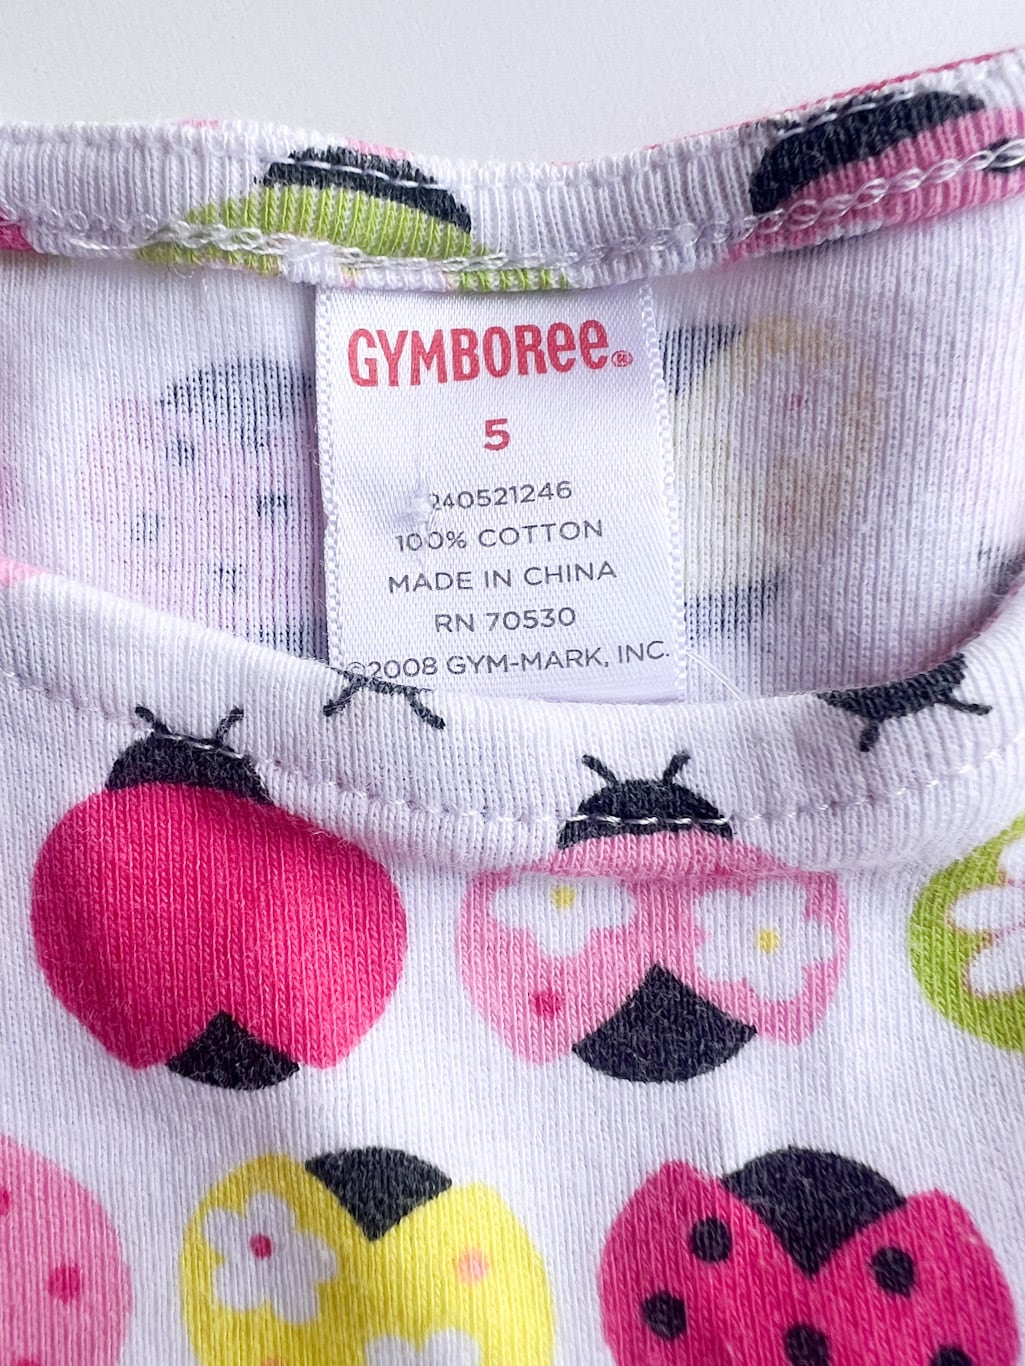 GYMBORee®
5
240521246
100% COTTON
MADE IN CHINA
RN 70530
©2008 GYM-MARK, INC.